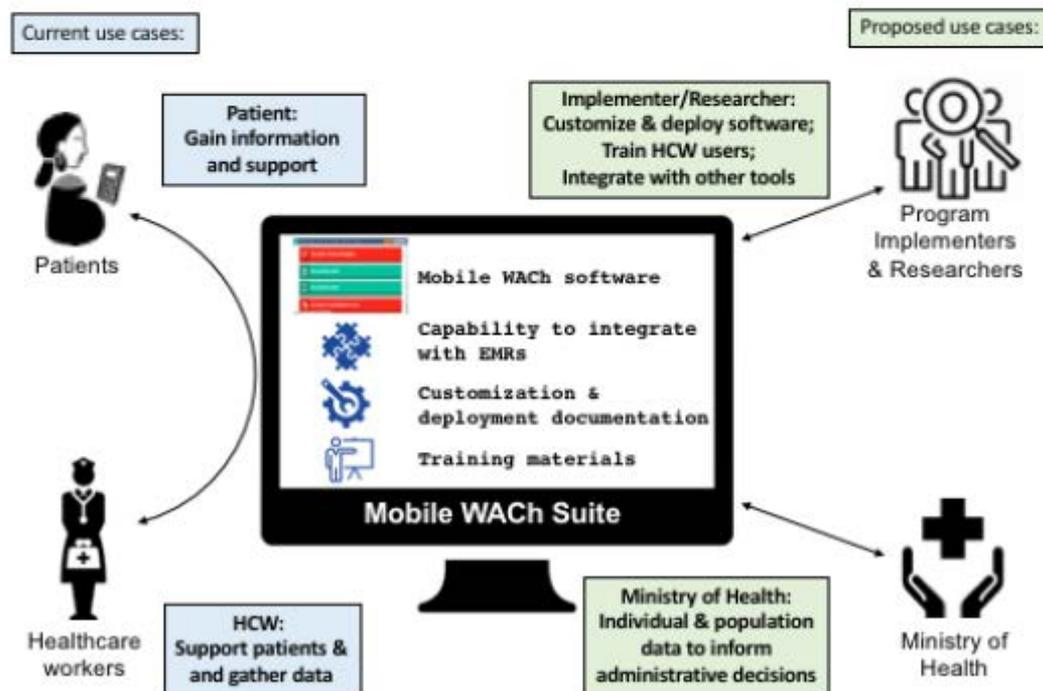 Current use cases:
Proposed use cases:
Patient:
Gain information
and support
Implementer/Researcher:
Customize & deploy software;
Train HCW users;
Integrate with other tools
Patients
Program
Implementers
& Researchers
Mobile WACh software
Capability to integrate
with EMRs
Customization &
deployment documentation
Training materials
Mobile WACh Suite
Healthcare
workers
HCW:
Support patients &
and gather data
Ministry of Health:
Individual & population
data to inform
administrative decisions
Ministry of
Health